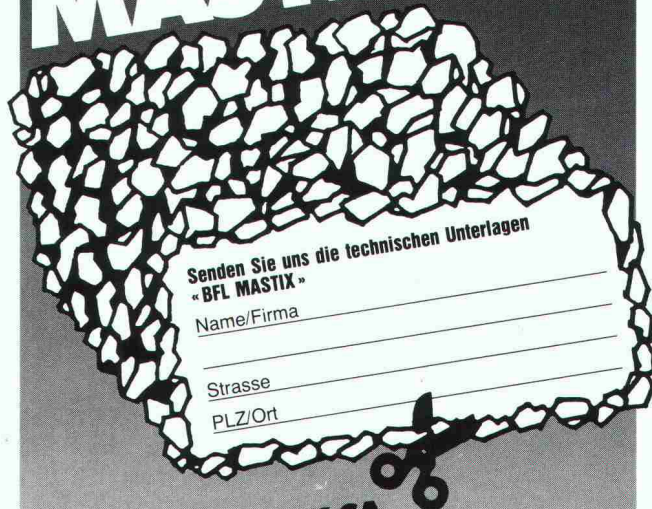 Senden Sie uns die technischen Unterlagen
«BFL MASTIX»
Name/Firma
Strasse
PLZ/Ort